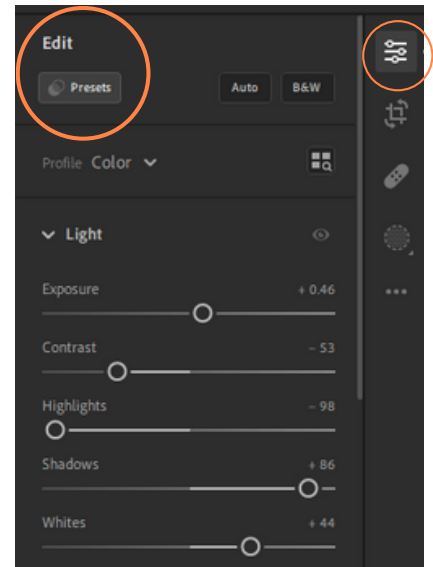 Edit
Presets Auto B&W
Profile Color
Light
Exposure + 0.46
Contrast – 53
Highlights – 98
Shadows + 86
Whites + 44